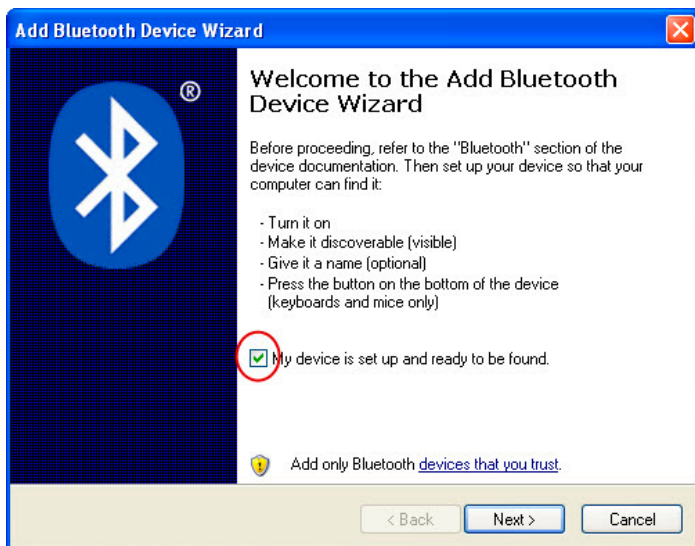 Add Bluetooth Device Wizard
®
Welcome to the Add Bluetooth
Device Wizard
Before proceeding, refer to the "Bluetooth" section of the
device documentation. Then set up your device so that your
computer can find it:
- Turn it on
- Make it discoverable (visible)
- Give it a name (optional)
- Press the button on the bottom of the device
(keyboards and mice only)
My device is set up and ready to be found.
Add only Bluetooth devices that you trust.
< Back Next > Cancel